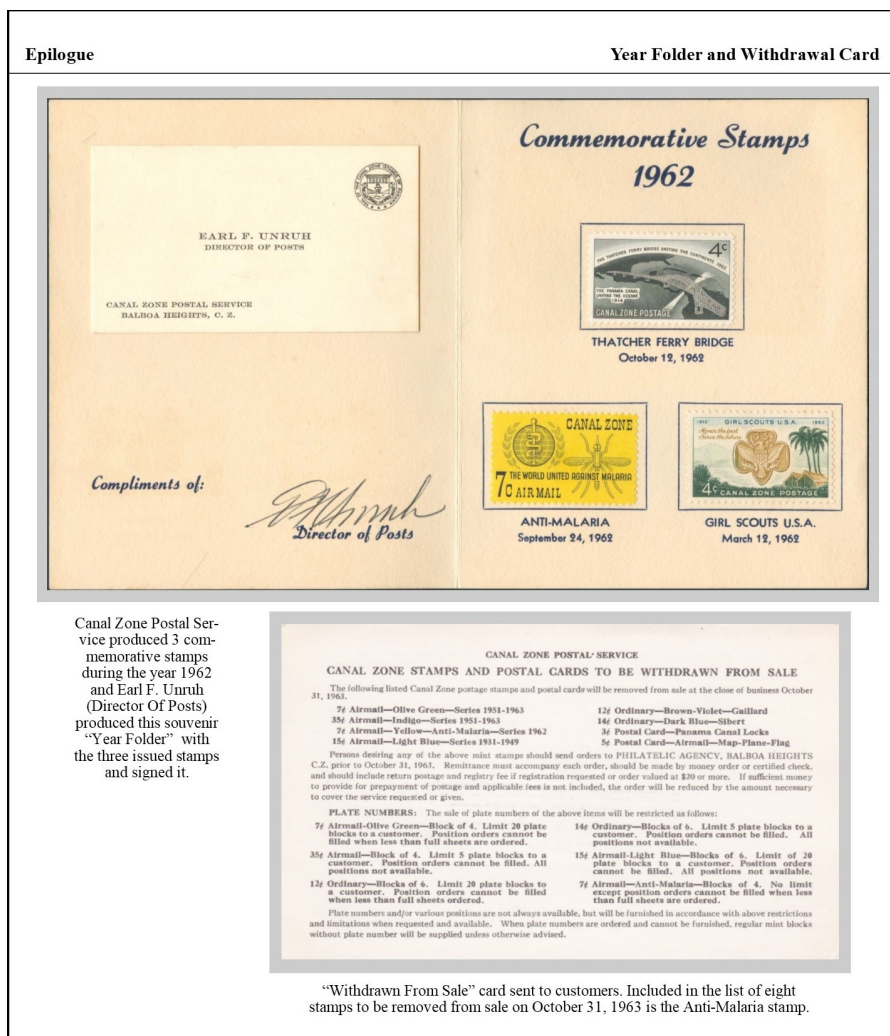 Epilogue
Year Folder and Withdrawal Card
EARL F. UNRUH
DIRECTOR OF POSTS
CANAL ZONE POSTAL SERVICE
BALBOA HEIGHTS, C. Z.
Compliments of:
Director of Posts
Commemorative Stamps
1962
THE THATCHER FERRY BRIDGE UNITING THE CONTINENTS 1962
4c
THE PANAMA CANAL
UNITING THE OCEANS
1914
CANAL ZONE POSTAGE
THATCHER FERRY BRIDGE
October 12, 1962
CANAL ZONE
THE WORLD UNITED AGAINST MALARIA
7c AIR MAIL
ANTI-MALARIA
September 24, 1962
1912 GIRL SCOUTS U.S.A. 1962
Honor the past
Serve the future
4c CANAL ZONE POSTAGE
GIRL SCOUTS U.S.A.
March 12, 1962
Canal Zone Postal Ser-
vice produced 3 com-
memorative stamps
during the year 1962
and Earl F. Unruh
(Director Of Posts)
produced this souvenir
“Year Folder” with
the three issued stamps
and signed it.
CANAL ZONE POSTAL SERVICE
CANAL ZONE STAMPS AND POSTAL CARDS TO BE WITHDRAWN FROM SALE
The following listed Canal Zone postage stamps and postal cards will be removed from sale at the close of business October
31, 1963.
7¢ Airmail—Olive Green—Series 1951-1963
35¢ Airmail—Indigo—Series 1951-1963
7¢ Airmail—Yellow—Anti-Malaria—Series 1962
15¢ Airmail—Light Blue—Series 1931-1949
12¢ Ordinary—Brown-Violet—Gaillard
14¢ Ordinary—Dark Blue—Sibert
3¢ Postal Card—Panama Canal Locks
5¢ Postal Card—Airmail—Map-Plane-Flag
Persons desiring any of the above mint stamps should send orders to PHILATELIC AGENCY, BALBOA HEIGHTS
C.Z. prior to October 31, 1963. Remittance must accompany each order, should be made by money order or certified check,
and should include return postage and registry fee if registration requested or order valued at $20 or more. If sufficient money
to provide for prepayment of postage and applicable fees is not included, the order will be reduced by the amount necessary
to cover the service requested or given.
PLATE NUMBERS: The sale of plate numbers of the above items will be restricted as follows:
7¢ Airmail-Olive Green—Block of 4. Limit 20 plate
blocks to a customer. Position orders cannot be
filled when less than full sheets are ordered.
35¢ Airmail—Block of 4. Limit 5 plate blocks to a
customer. Position orders cannot be filled. All
positions not available.
12¢ Ordinary—Blocks of 6. Limit 20 plate blocks to
a customer. Position orders cannot be filled
when less than full sheets are ordered.
14¢ Ordinary—Blocks of 6. Limit 5 plate blocks to a
customer. Position orders cannot be filled. All
positions not available.
15¢ Airmail-Light Blue—Blocks of 6. Limit of 20
plate blocks to a customer. Position orders
cannot be filled. All positions not available.
7¢ Airmail—Anti-Malaria—Blocks of 4. No limit
except position orders cannot be filled when less
than full sheets are ordered.
Plate numbers and/or various positions are not always available, but will be furnished in accordance with above restrictions
and limitations when requested and available. When plate numbers are ordered and cannot be furnished, regular mint blocks
without plate number will be supplied unless otherwise advised.
“Withdrawn From Sale” card sent to customers. Included in the list of eight
stamps to be removed from sale on October 31, 1963 is the Anti-Malaria stamp.